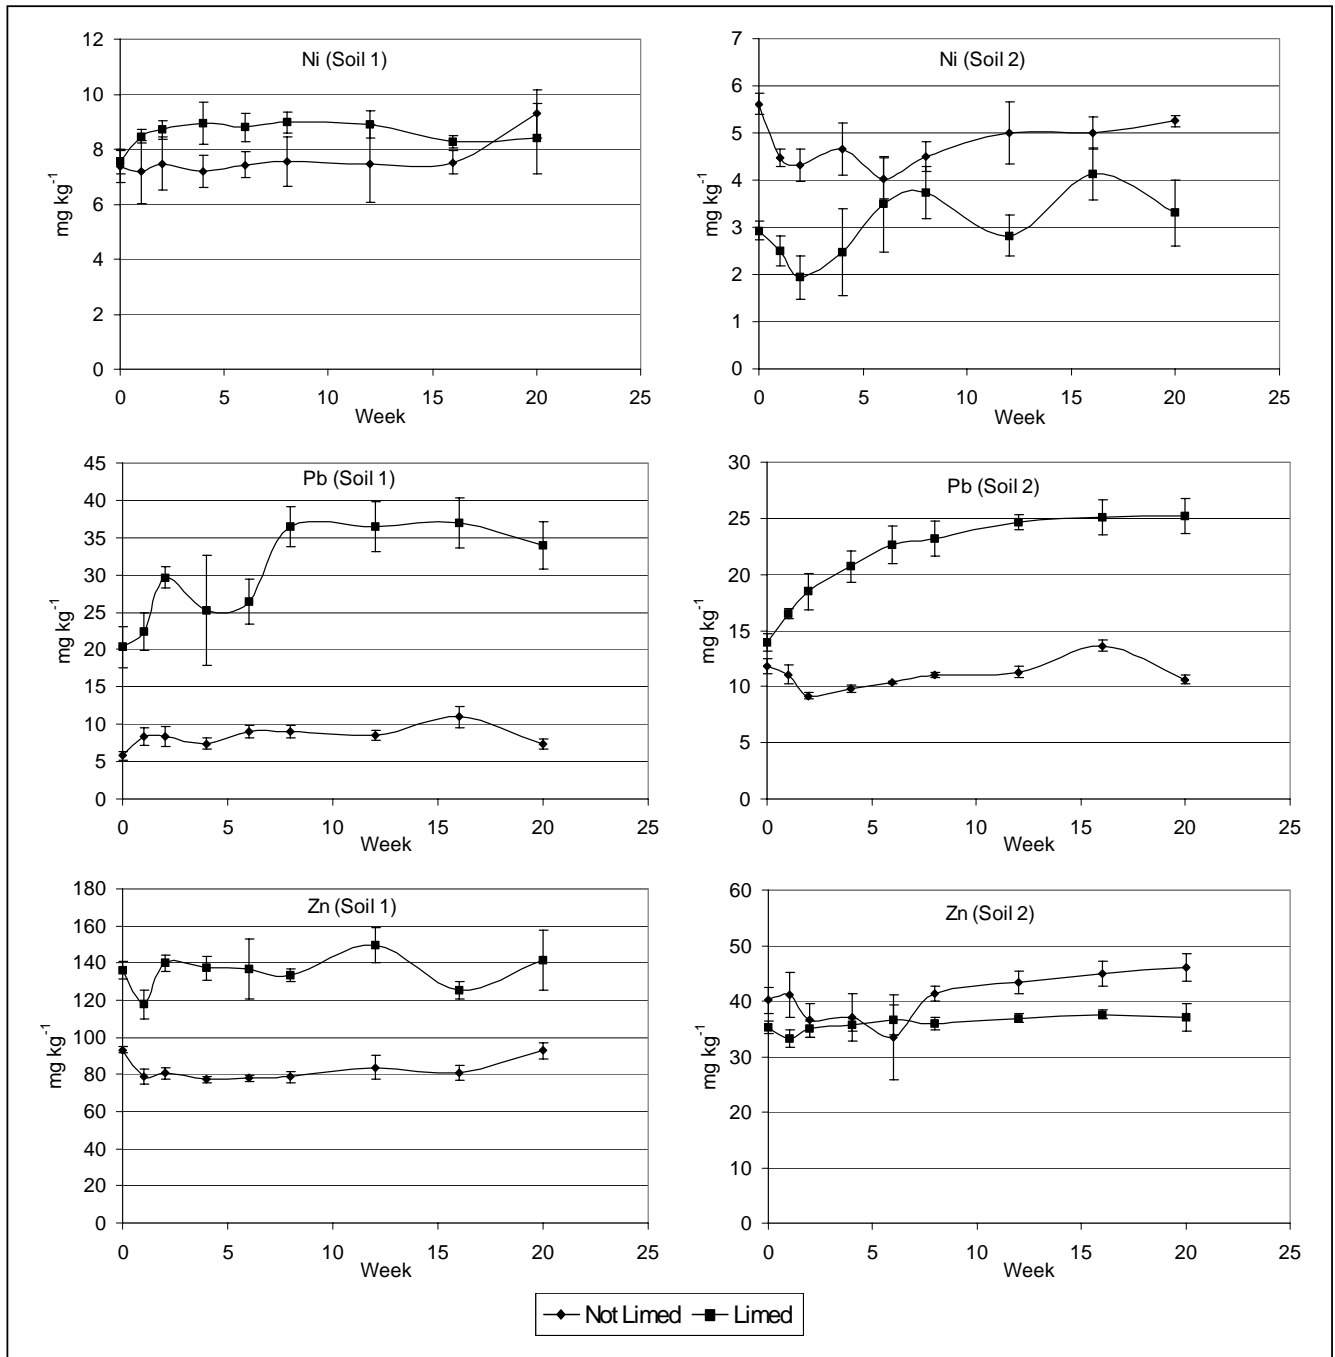 Ni (Soil 1)
12
10
8
6
4
2
0
mg kg-1
0 5 10 15 20 25
Week
Ni (Soil 2)
7
6
5
4
3
2
1
0
mg kg-1
0 5 10 15 20 25
Week
Pb (Soil 1)
45
40
35
30
25
20
15
10
5
0
mg kg-1
0 5 10 15 20 25
Week
Pb (Soil 2)
30
25
20
15
10
5
0
mg kg-1
0 5 10 15 20 25
Week
Zn (Soil 1)
180
160
140
120
100
80
60
40
20
0
mg kg-1
0 5 10 15 20 25
Week
Zn (Soil 2)
60
50
40
30
20
10
0
mg kg-1
0 5 10 15 20 25
Week
Not Limed Limed